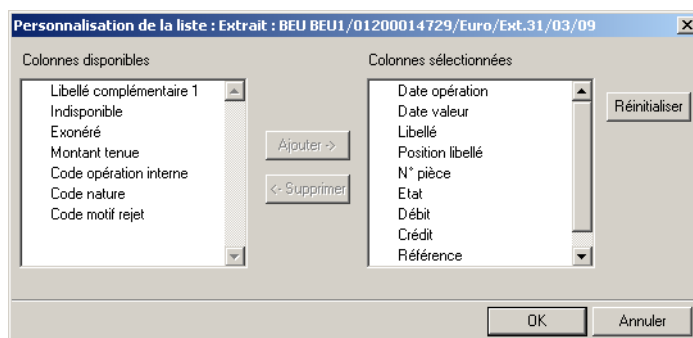 Personnalisation de la liste : Extrait : BEU BEU1/01200014729/Euro/Ext.31/03/09
Colonnes disponibles
Libellé complémentaire 1
Indisponible
Exonéré
Montant tenue
Code opération interne
Code nature
Code motif rejet
Ajouter ->
<- Supprimer
Colonnes sélectionnées
Date opération
Date valeur
Libellé
Position libellé
N° pièce
Etat
Débit
Crédit
Référence
Réinitialiser
OK
Annuler